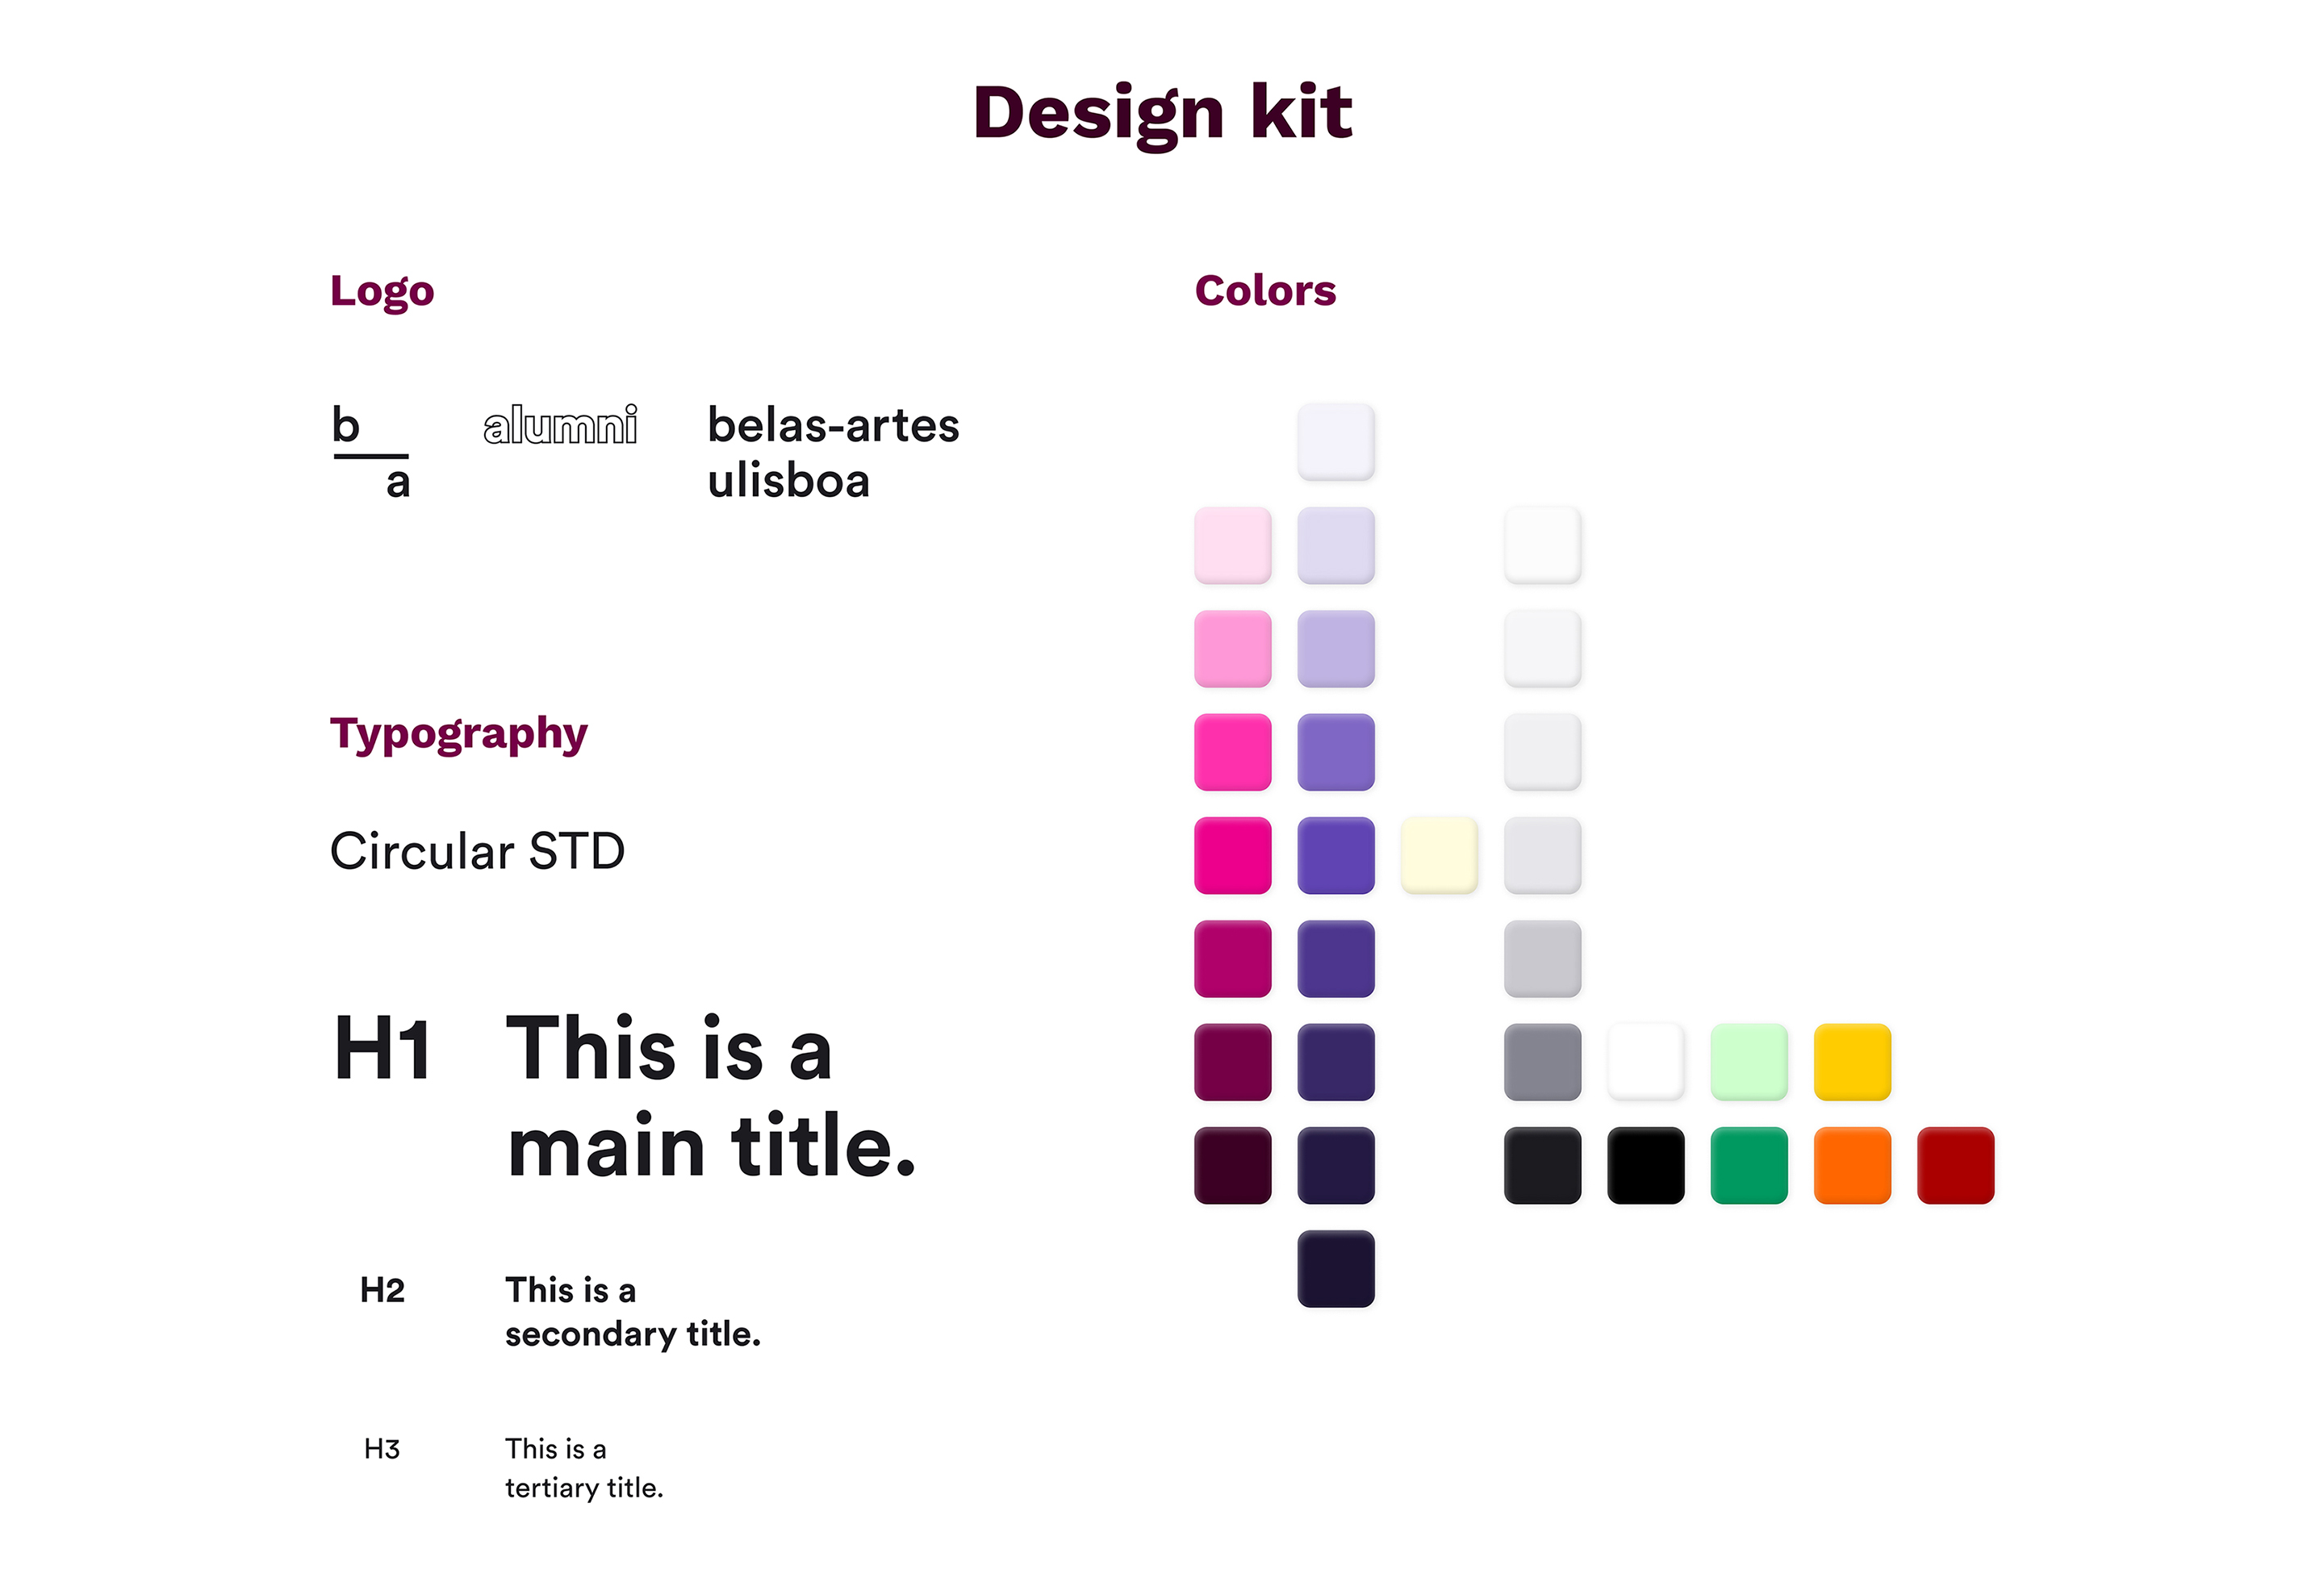 Design kit
Logo
b
a
alumni
belas-artes
ulisboa
Typography
Circular STD
H1
This is a
main title.
H2
This is a
secondary title.
H3
This is a
tertiary title.
Colors